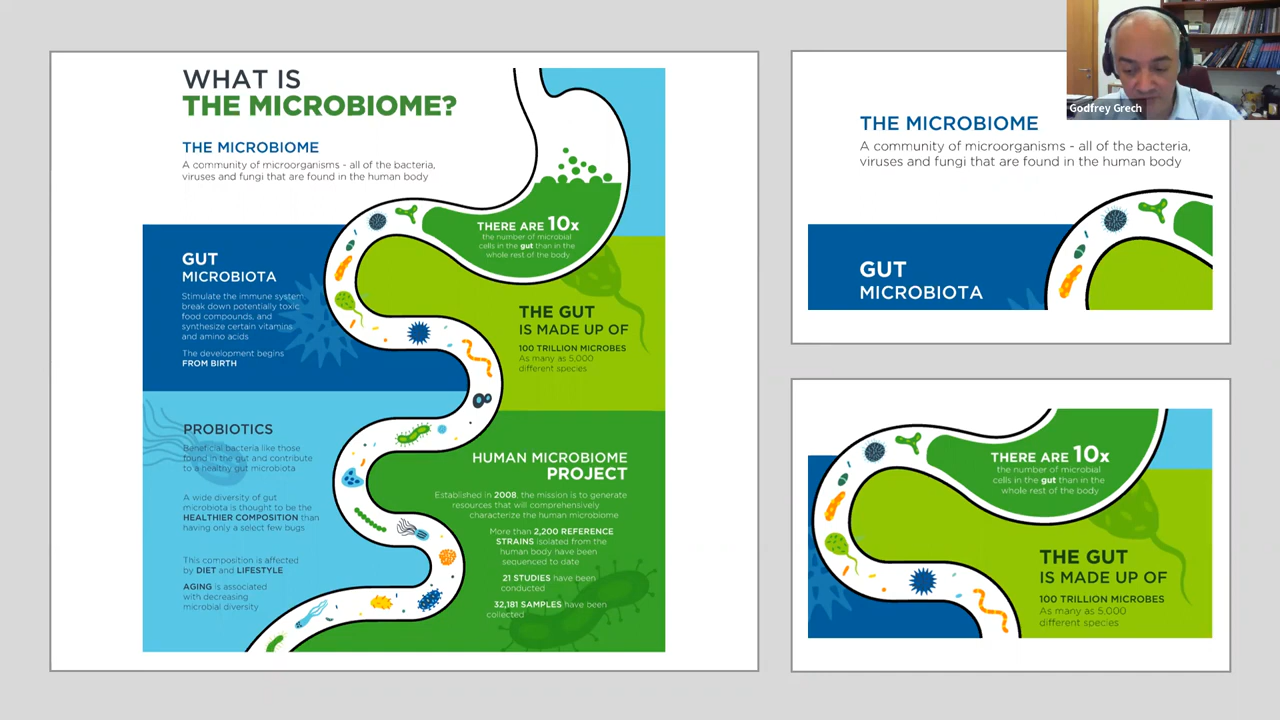 WHAT IS
THE MICROBIOME?
THE MICROBIOME
A community of microorganisms - all of the bacteria,
viruses and fungi that are found in the human body
THERE ARE 10x
the number of microbial
cells in the gut than in the
whole rest of the body
GUT
MICROBIOTA
Stimulate the immune system,
break down potentially toxic
food compounds, and
synthesize certain vitamins
and amino acids
The development begins
FROM BIRTH
THE GUT
IS MADE UP OF
100 TRILLION MICROBES
As many as 5,000
different species
PROBIOTICS
Beneficial bacteria like those
found in the gut and contribute
to a healthy gut microbiota
A wide diversity of gut
microbiota is thought to be the
HEALTHIER COMPOSITION than
having only a select few bugs
This composition is affected
by DIET and LIFESTYLE
AGING is associated
with decreasing
microbial diversity
HUMAN MICROBIOME
PROJECT
Established in 2008, the mission is to generate
resources that will comprehensively
characterize the human microbiome
More than 2,200 REFERENCE
STRAINS isolated from the
human body have been
sequenced to date
21 STUDIES have been
conducted
32,181 SAMPLES have been
collected
Godfrey Grech
THE MICROBIOME
A community of microorganisms - all of the bacteria,
viruses and fungi that are found in the human body
GUT
MICROBIOTA
THERE ARE 10x
the number of microbial
cells in the gut than in the
whole rest of the body
THE GUT
IS MADE UP OF
100 TRILLION MICROBES
As many as 5,000
different species